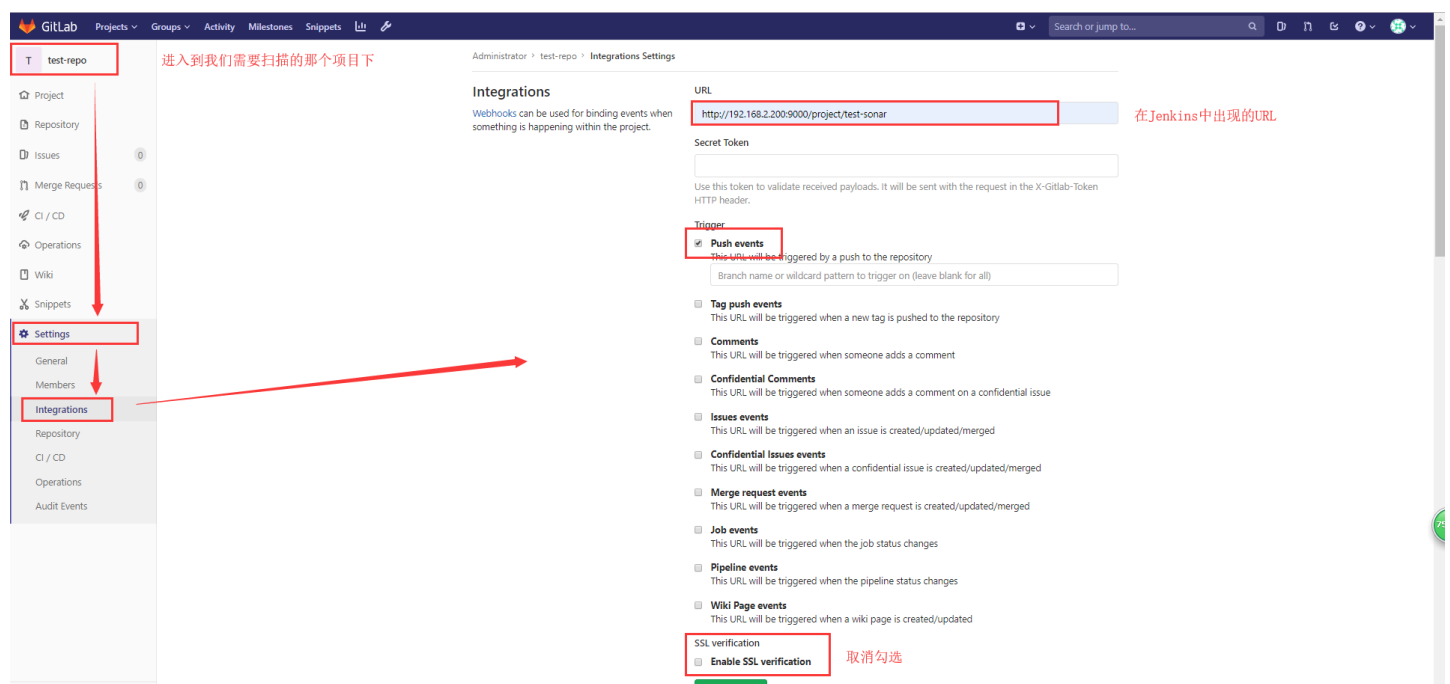 GitLab Projects Groups Activity Milestones Snippets Search or jump to...
T test-repo
进入到我们需要扫描的那个项目下
Project
Repository
Issues 0
Merge Requests 0
CI / CD
Operations
Wiki
Snippets
Settings
General
Members
Integrations
Repository
CI / CD
Operations
Audit Events
Administrator > test-repo > Integrations Settings
Integrations
Webhooks can be used for binding events when
something is happening within the project.
URL
http://192.168.2.200:9000/project/test-sonar
在Jenkins中出现的URL
Secret Token
Use this token to validate received payloads. It will be sent with the request in the X-Gitlab-Token
HTTP header.
Trigger
Push events
This URL will be triggered by a push to the repository
Branch name or wildcard pattern to trigger on (leave blank for all)
Tag push events
This URL will be triggered when a new tag is pushed to the repository
Comments
This URL will be triggered when someone adds a comment
Confidential Comments
This URL will be triggered when someone adds a comment on a confidential issue
Issues events
This URL will be triggered when an issue is created/updated/merged
Confidential Issues events
This URL will be triggered when a confidential issue is created/updated/merged
Merge request events
This URL will be triggered when a merge request is created/updated/merged
Job events
This URL will be triggered when the job status changes
Pipeline events
This URL will be triggered when the pipeline status changes
Wiki Page events
This URL will be triggered when a wiki page is created/updated
SSL verification
Enable SSL verification
取消勾选